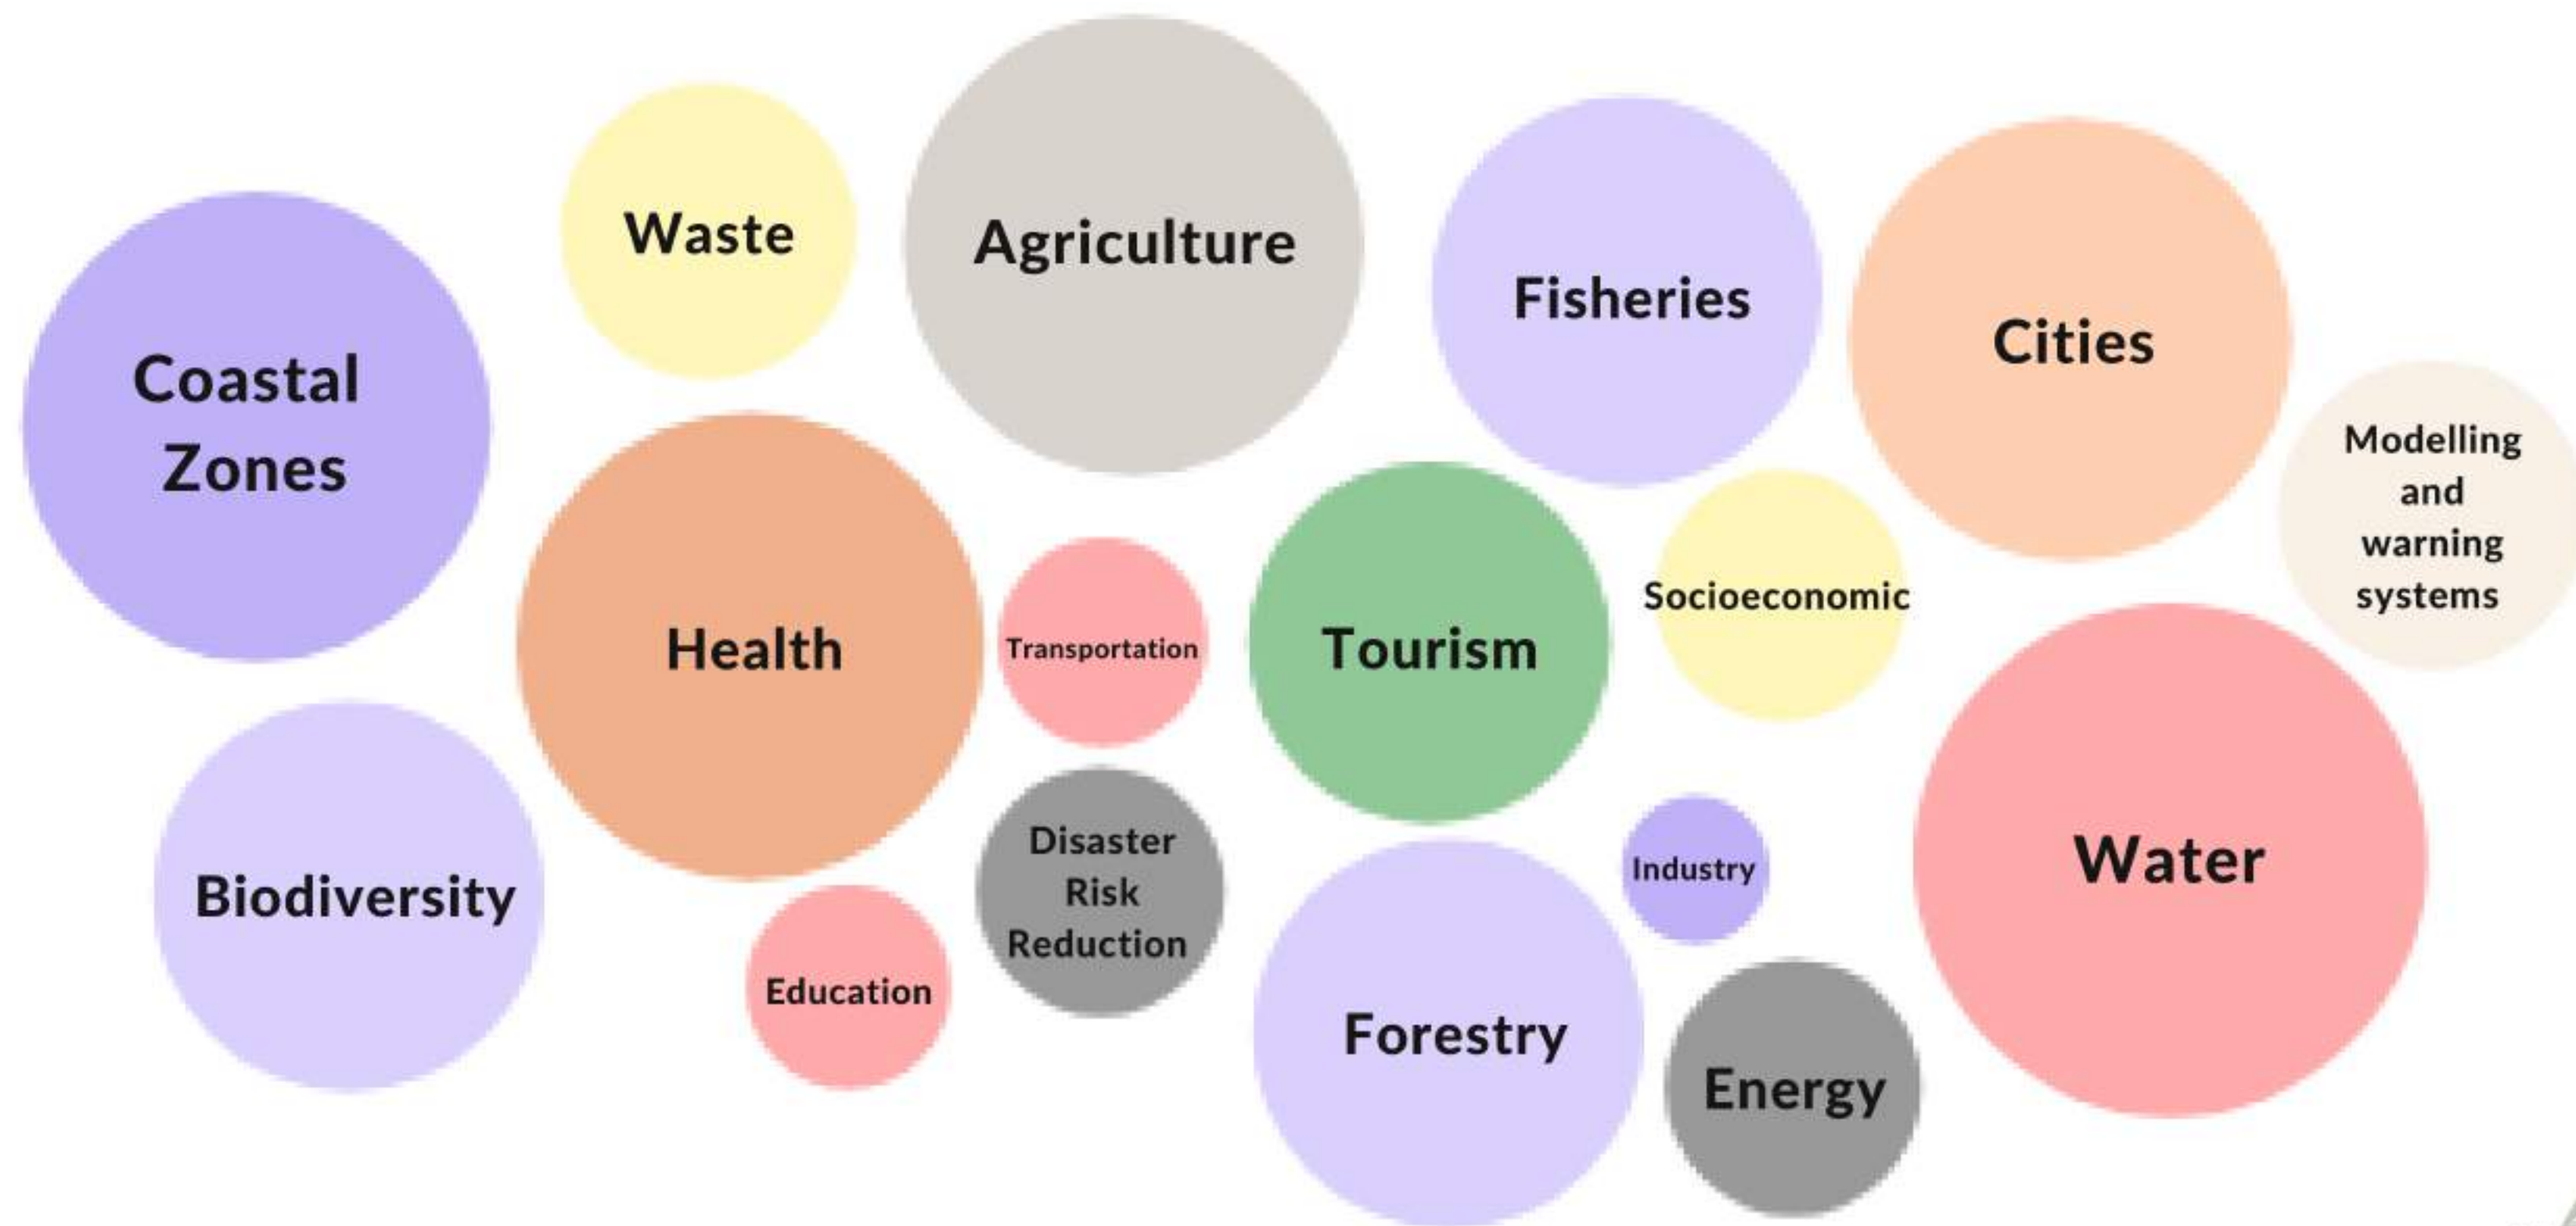 Waste
Agriculture
Fisheries
Cities
Coastal
Zones
Modelling
and
warning
systems
Health
Transportation
Tourism
Socioeconomic
Biodiversity
Disaster
Risk
Reduction
Industry
Water
Education
Forestry
Energy